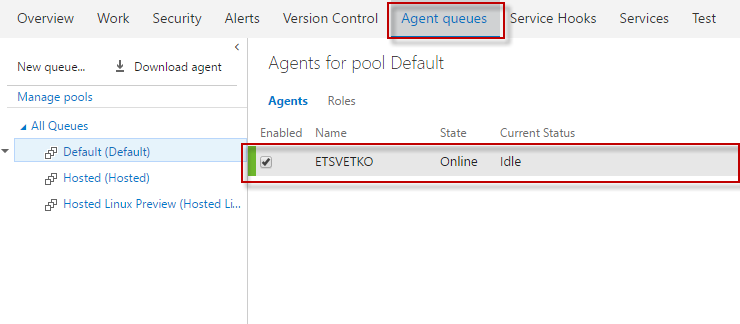 Overview Work Security Alerts Version Control Agent queues Service Hooks Services Test
New queue... Download agent
Manage pools
All Queues
Default (Default)
Hosted (Hosted)
Hosted Linux Preview (Hosted Li...
Agents for pool Default
Agents Roles
Enabled Name State Current Status
ETSVETKO Online Idle